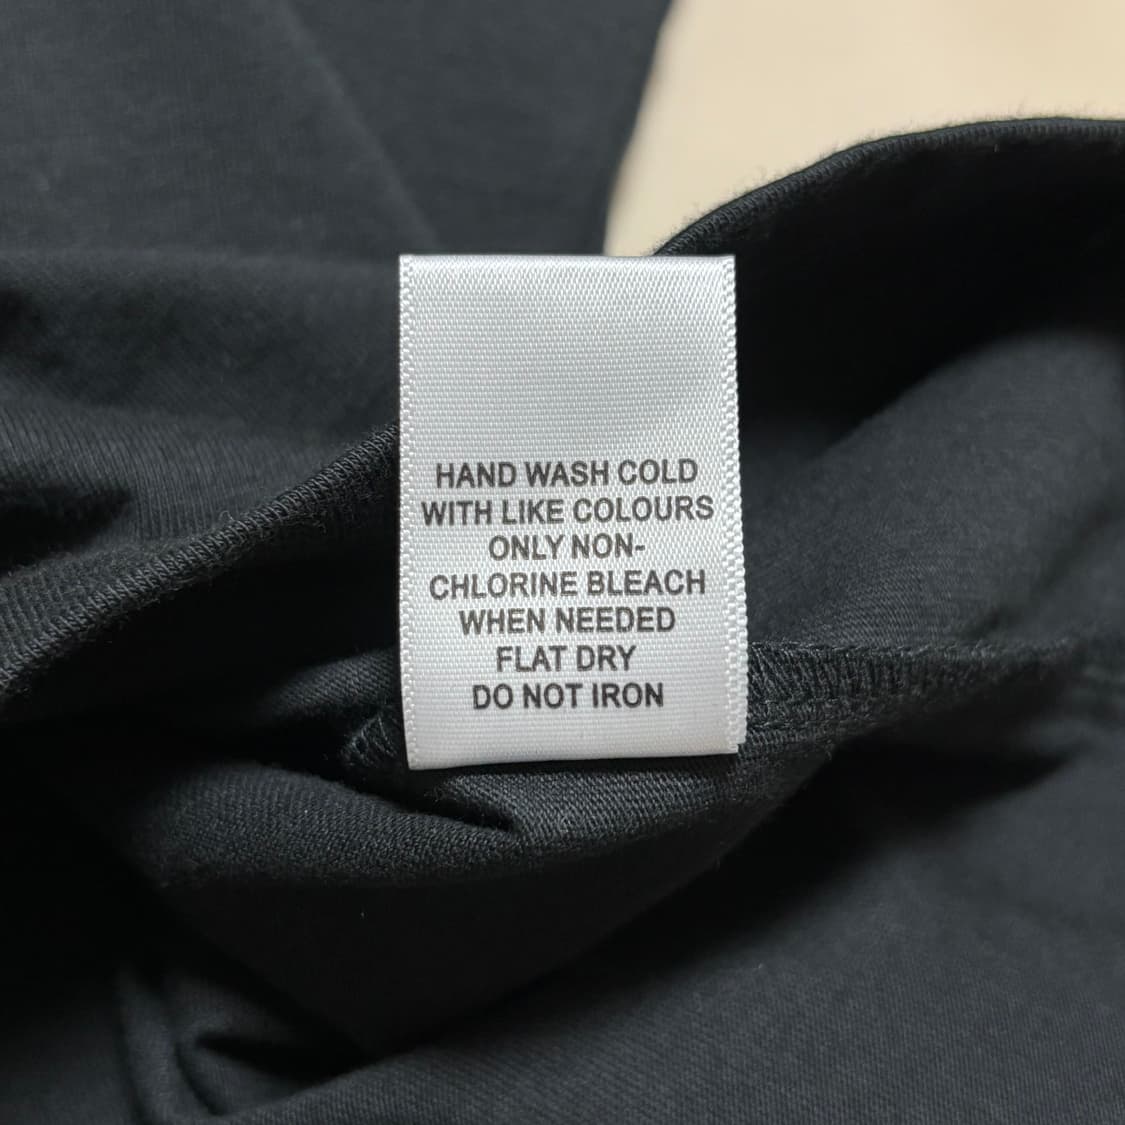 HAND WASH COLD
WITH LIKE COLOURS
ONLY NON-
CHLORINE BLEACH
WHEN NEEDED
FLAT DRY
DO NOT IRON